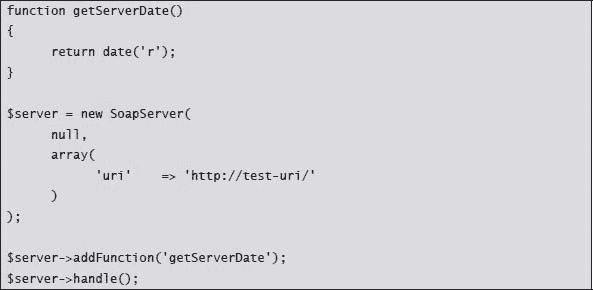 function getServerDate()
{
      return date('r');
}

$server = new SoapServer(
      null,
      array(
            'uri'    => 'http://test-uri/'
      )
);

$server->addFunction('getServerDate');
$server->handle();